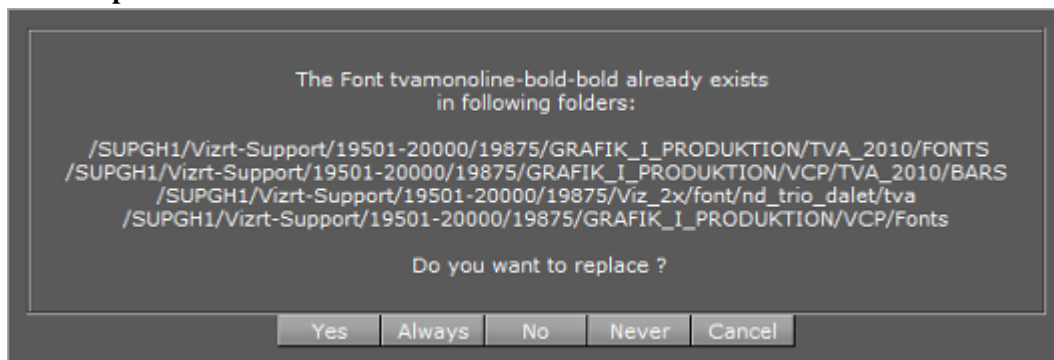 The Font tvamonoline-bold-bold already exists
in following folders:
/SUPGH1/Vizrt-Support/19501-20000/19875/GRAFIK_I_PRODUKTION/TVA_2010/FONTS
/SUPGH1/Vizrt-Support/19501-20000/19875/GRAFIK_I_PRODUKTION/VCP/TVA_2010/BARS
/SUPGH1/Vizrt-Support/19501-20000/19875/Viz_2x/font/nd_trio_dalet/tva
/SUPGH1/Vizrt-Support/19501-20000/19875/GRAFIK_I_PRODUKTION/VCP/Fonts
Do you want to replace ?
Yes Always No Never Cancel